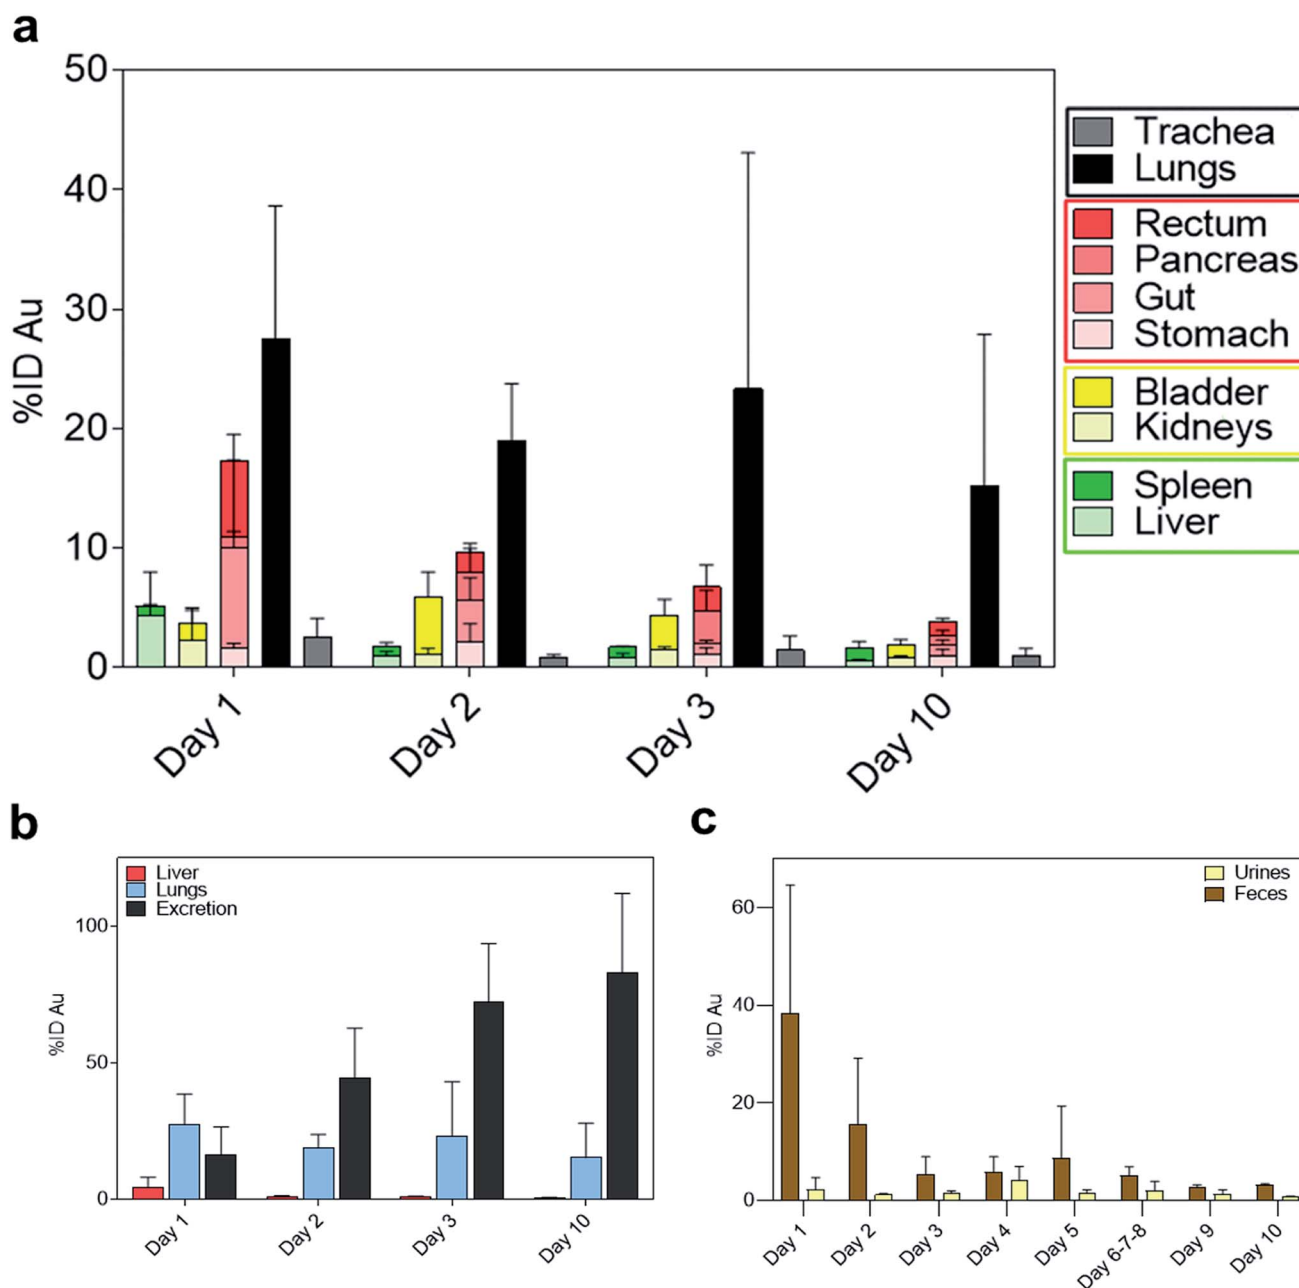 a
50
40
30
20
10
0
%ID Au
Day 1
Day 2
Day 3
Day 10
Trachea
Lungs
Rectum
Pancreas
Gut
Stomach
Bladder
Kidneys
Spleen
Liver
b
Liver
Lungs
Excretion
100
50
0
%ID Au
Day 1
Day 2
Day 3
Day 10
c
Urines
Feces
60
40
20
0
%ID Au
Day 1
Day 2
Day 3
Day 4
Day 5
Day 6-7-8
Day 9
Day 10